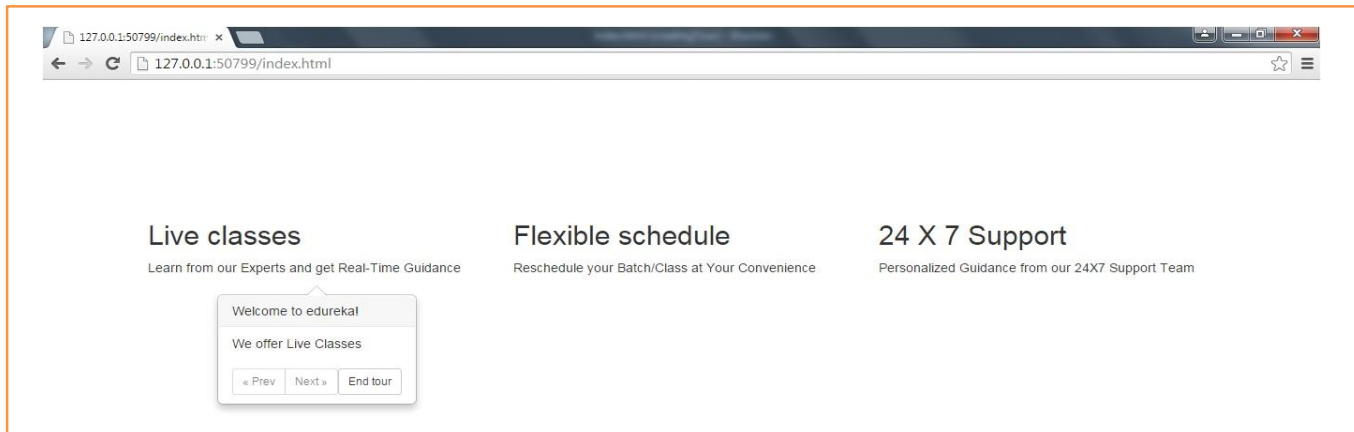 127.0.0.1:50799/index.htm
127.0.0.1:50799/index.html
Live classes
Learn from our Experts and get Real-Time Guidance
Flexible schedule
Reschedule your Batch/Class at Your Convenience
24 X 7 Support
Personalized Guidance from our 24X7 Support Team
Welcome to edureka!
We offer Live Classes
« Prev Next » End tour